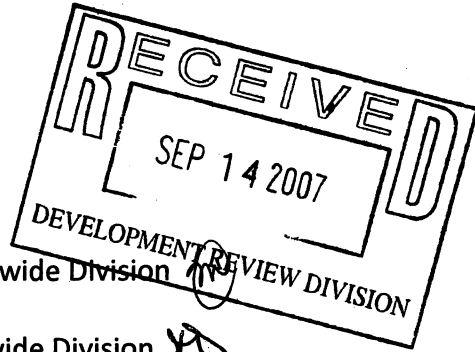 RECEIVED
SEP 14 2007
DEVELOPMENT REVIEW DIVISION
wide Division
wide Division